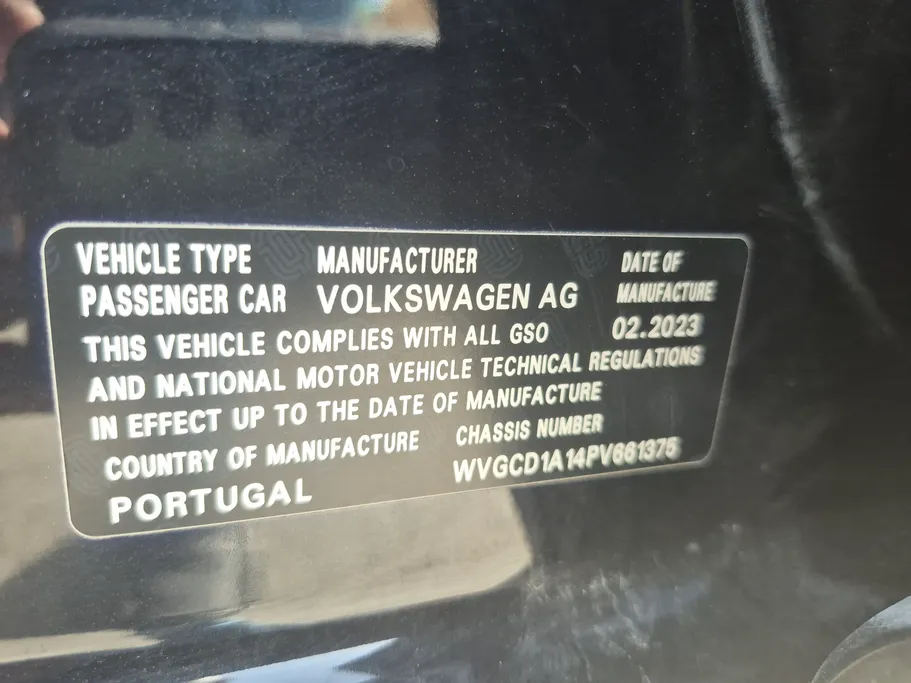 VEHICLE TYPE MANUFACTURER DATE OF
PASSENGER CAR VOLKSWAGEN AG MANUFACTURE
THIS VEHICLE COMPLIES WITH ALL GSO 02.2023
AND NATIONAL MOTOR VEHICLE TECHNICAL REGULATIONS
IN EFFECT UP TO THE DATE OF MANUFACTURE
COUNTRY OF MANUFACTURE CHASSIS NUMBER
PORTUGAL WVGCD1A14PV661375